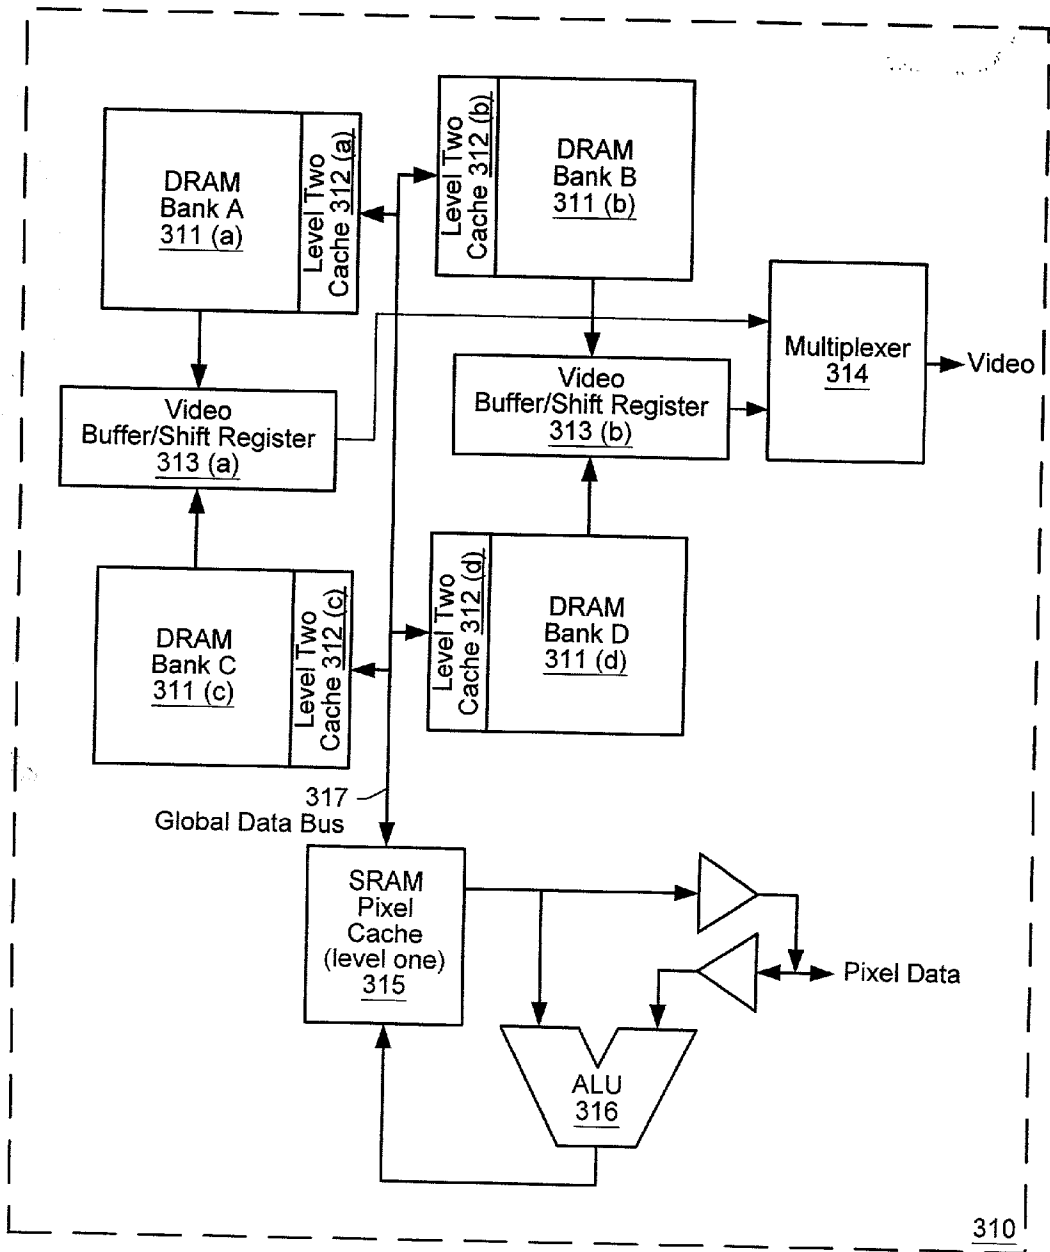 DRAM
Bank A
311 (a)
Level Two
Cache 312 (a)
Level Two
Cache 312 (b)
DRAM
Bank B
311 (b)
Video
Buffer/Shift Register
313 (a)
Video
Buffer/Shift Register
313 (b)
Multiplexer
314
Video
DRAM
Bank C
311 (c)
Level Two
Cache 312 (c)
Level Two
Cache 312 (d)
DRAM
Bank D
311 (d)
317
Global Data Bus
SRAM
Pixel
Cache
(level one)
315
Pixel Data
ALU
316
310